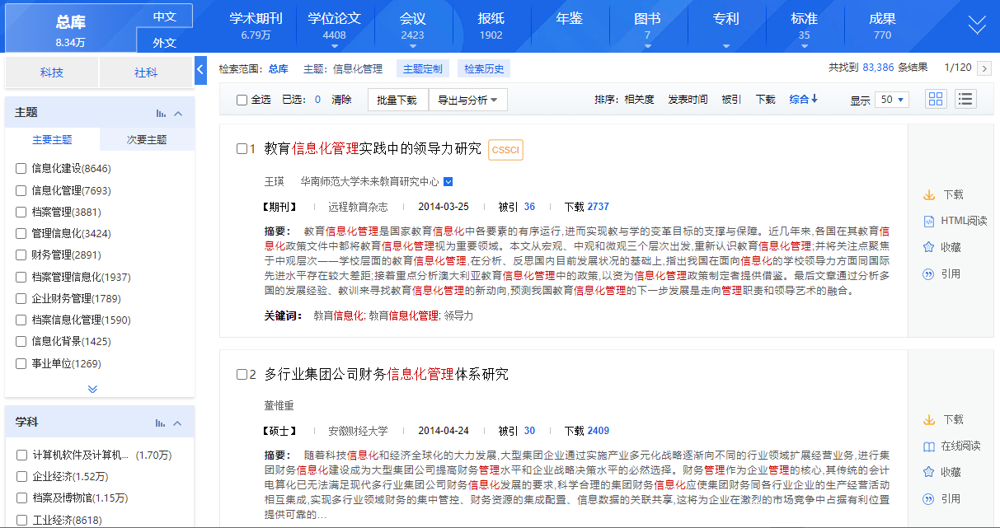 总库
8.34万
中文
外文
学术期刊
6.79万
学位论文
4408
会议
2423
报纸
1902
年鉴
图书
7
专利
标准
35
成果
770
科技
社科
检索范围：总库 主题：信息化管理 主题定制 检索历史
共找到 83,386 条结果 1/120
全选 已选：0 清除 批量下载 导出与分析
排序：相关度 发表时间 被引 下载 综合↓ 显示 50
主题
主要主题 次要主题
信息化建设(8646)
信息化管理(7693)
档案管理(3881)
管理信息化(3424)
财务管理(2891)
档案管理信息化(1937)
企业财务管理(1789)
档案信息化管理(1590)
信息化背景(1425)
事业单位(1269)
学科
计算机软件及计算机... (1.70万)
企业经济(1.52万)
档案及博物馆(1.15万)
工业经济(8618)
1 教育信息化管理实践中的领导力研究 CSSCI
王瑛 华南师范大学未来教育研究中心
【期刊】 远程教育杂志 2014-03-25 被引 36 下载 2737
摘要： 教育信息化管理是国家教育信息化中各要素的有序运行,进而实现教与学的变革目标的支撑与保障。近几年来,各国在其教育信
息化政策文件中都将教育信息化管理视为重要领域。本文从宏观、中观和微观三个层次出发,重新认识教育信息化管理;并将关注点聚焦
于中观层次——学校层面的教育信息化管理,在分析、反思国内目前发展状况的基础上,指出我国在面向信息化的学校领导力方面同国际
先进水平存在较大差距;接着重点分析澳大利亚教育信息化管理中的政策,以资为信息化管理政策制定者提供借鉴。最后文章通过分析多
国的发展经验、教训来寻找教育信息化管理的新动向,预测我国教育信息化管理的下一步发展是走向管理职责和领导艺术的融合。
关键词： 教育信息化; 教育信息化管理; 领导力
下载
HTML阅读
收藏
引用
2 多行业集团公司财务信息化管理体系研究
董惟重
【硕士】 安徽财经大学 2014-04-24 被引 30 下载 2409
摘要： 随着科技信息化和经济全球化的大力发展,大型集团企业通过实施产业多元化战略逐渐向不同的行业领域扩展经营业务,进行集
团财务信息化建设成为大型集团公司提高财务管理水平和企业战略决策水平的必然选择。财务管理作为企业管理的核心,其传统的会计
电算化已无法满足现代多行业集团公司财务信息化发展的要求,科学合理的集团财务信息化应使集团财务同各行业企业的生产经营活动
相互集成,实现多行业领域财务的集中管控、财务资源的集成配置、信息数据的关联共享,这将为企业在激烈的市场竞争中占据有利位置
提供可靠的...
下载
在线阅读
收藏
引用